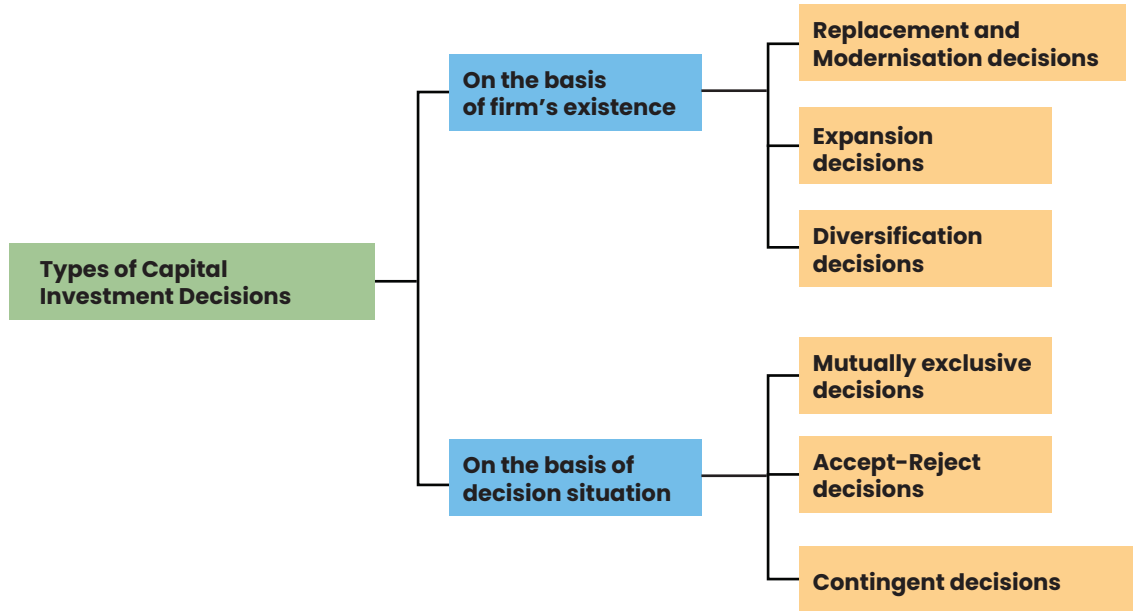 Types of Capital
Investment Decisions
On the basis
of firm's existence
Replacement and
Modernisation decisions
Expansion
decisions
Diversification
decisions
On the basis of
decision situation
Mutually exclusive
decisions
Accept-Reject
decisions
Contingent decisions